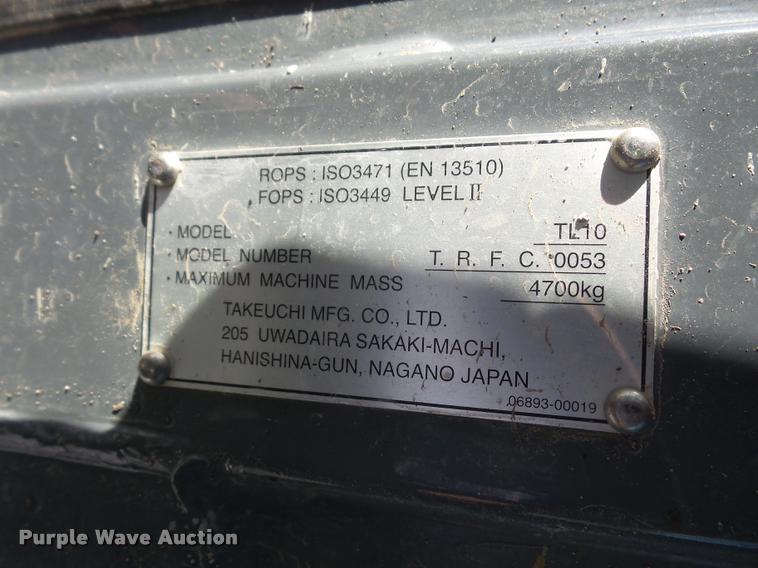 ROPS : ISO3471 (EN 13510)
FOPS : ISO3449 LEVEL II
· MODEL TL10
· MODEL NUMBER T. R. F. C. 0053
· MAXIMUM MACHINE MASS 4700kg
TAKEUCHI MFG. CO., LTD.
205 UWADAIRA SAKAKI-MACHI,
HANISHINA-GUN, NAGANO JAPAN
06893-00019
Purple Wave Auction